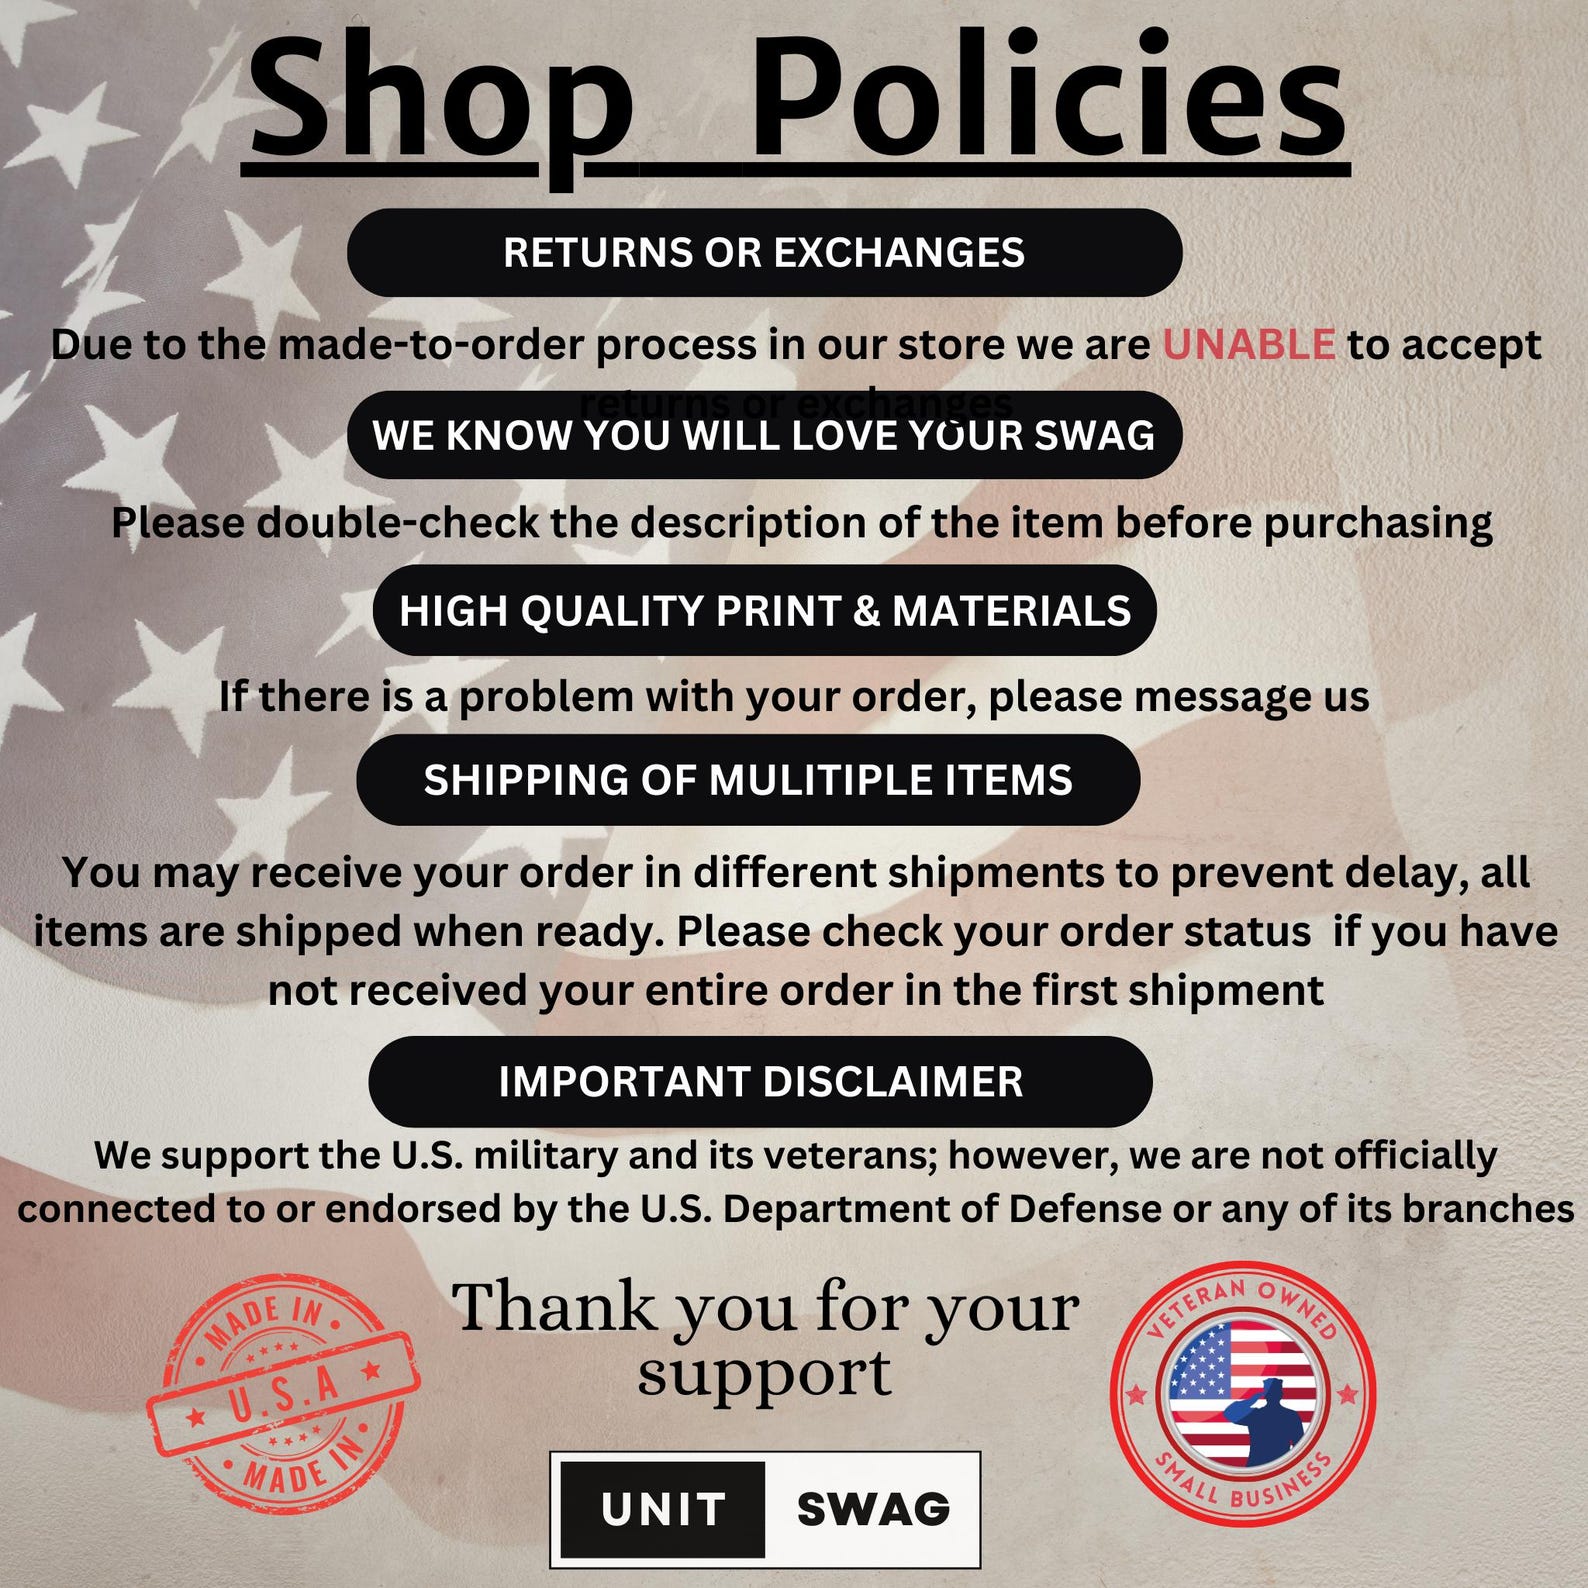 Shop Policies
RETURNS OR EXCHANGES
Due to the made-to-order process in our store we are UNABLE to accept
returns or exchanges
WE KNOW YOU WILL LOVE YOUR SWAG
Please double-check the description of the item before purchasing
HIGH QUALITY PRINT & MATERIALS
If there is a problem with your order, please message us
SHIPPING OF MULITIPLE ITEMS
You may receive your order in different shipments to prevent delay, all
items are shipped when ready. Please check your order status if you have
not received your entire order in the first shipment
IMPORTANT DISCLAIMER
We support the U.S. military and its veterans; however, we are not officially
connected to or endorsed by the U.S. Department of Defense or any of its branches
MADE IN
U.S.A
MADE IN
Thank you for your
support
VETERAN OWNED
SMALL BUSINESS
UNIT SWAG